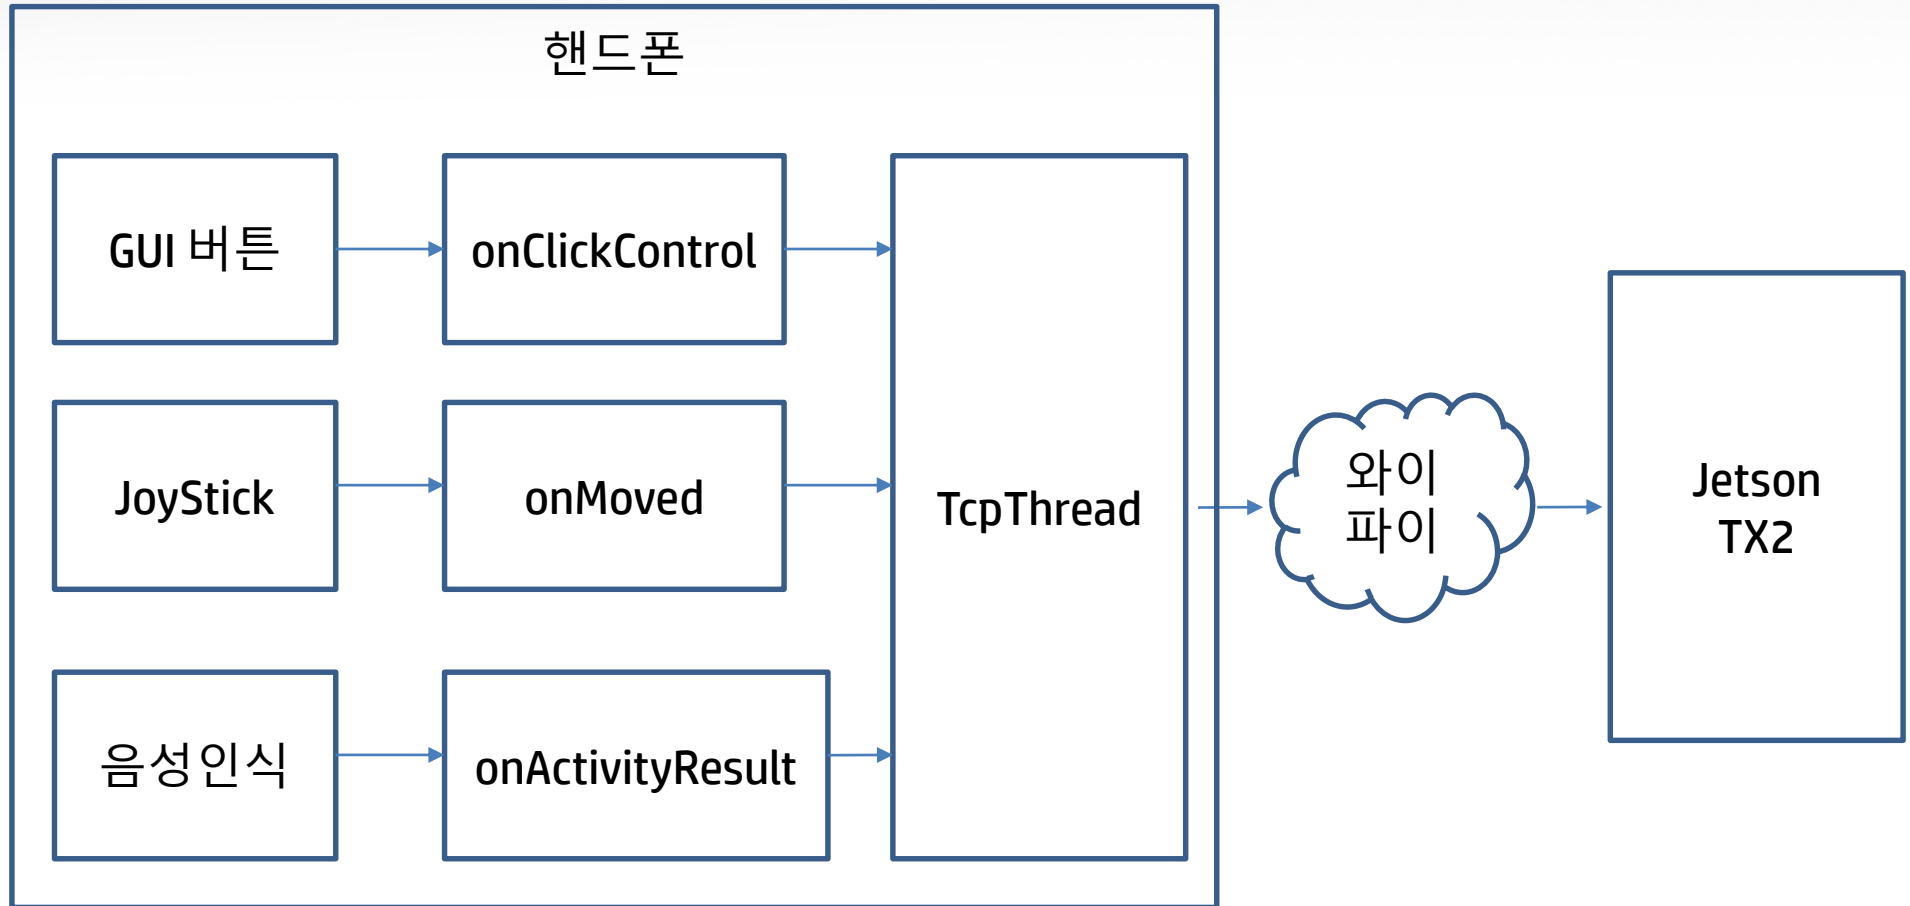 핸드폰
GUI 버튼
onClickControl
JoyStick
onMoved
음성인식
onActivityResult
TcpThread
와이
파이
Jetson
TX2